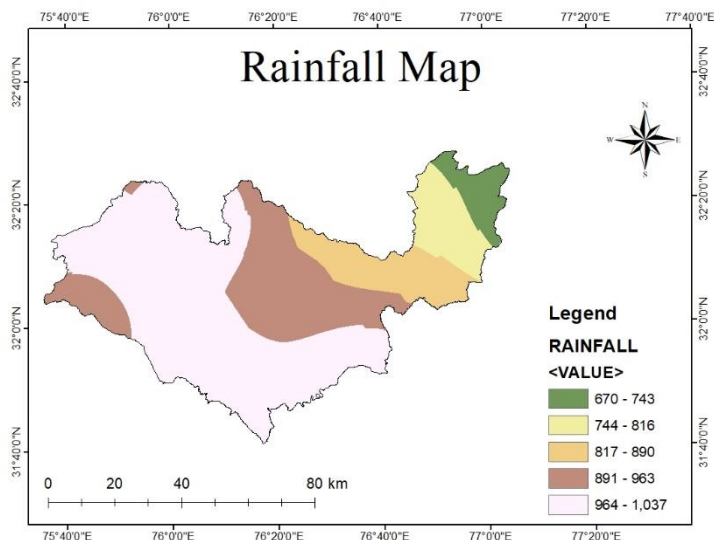 75°40'0"E 76°0'0"E 76°20'0"E 76°40'0"E 77°0'0"E 77°20'0"E 77°40'0"E
Rainfall Map
32°40'0"N 32°40'0"N
N
W E
S
32°20'0"N 32°20'0"N
32°0'0"N 32°0'0"N
Legend
RAINFALL
<VALUE>
670 - 743
744 - 816
817 - 890
891 - 963
964 - 1,037
31°40'0"N 31°40'0"N
0 20 40 80 km
75°40'0"E 76°0'0"E 76°20'0"E 76°40'0"E 77°0'0"E 77°20'0"E